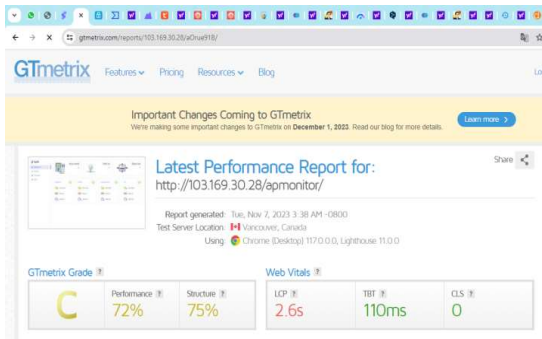 gtmetrix.com/reports/103.169.30.28/aOrue918/
GTmetrix
Features
Pricing
Resources
Blog
Lo
Important Changes Coming to GTmetrix
We're making some important changes to GTmetrix on December 1, 2023. Read our blog for more details.
Learn more
Latest Performance Report for:
http://103.169.30.28/apmonitor/
Share
Report generated: Tue, Nov 7, 2023 3:38 AM -0800
Test Server Location: Vancouver, Canada
Using: Chrome (Desktop) 117.0.0.0, Lighthouse 11.0.0
GTmetrix Grade ?
Web Vitals ?
C
Performance ?
72%
Structure ?
75%
LCP ?
2.6s
TBT ?
110ms
CLS ?
0